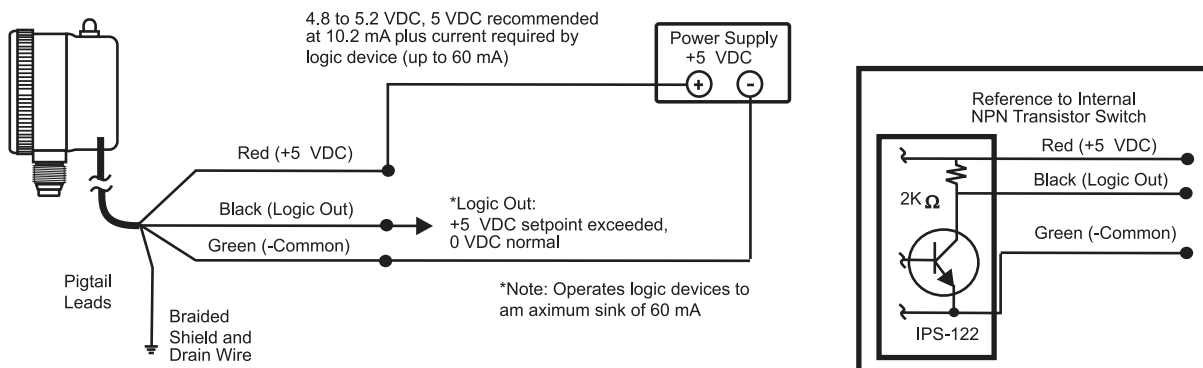 4.8 to 5.2 VDC, 5 VDC recommended
at 10.2 mA plus current required by
logic device (up to 60 mA)
Power Supply
+5 VDC
+
-
Red (+5 VDC)
Black (Logic Out)
Green (-Common)
*Logic Out:
+5 VDC setpoint exceeded,
0 VDC normal
*Note: Operates logic devices to
am aximum sink of 60 mA
Pigtail
Leads
Braided
Shield and
Drain Wire
Reference to Internal
NPN Transistor Switch
Red (+5 VDC)
Black (Logic Out)
2K Ω
Green (-Common)
IPS-122